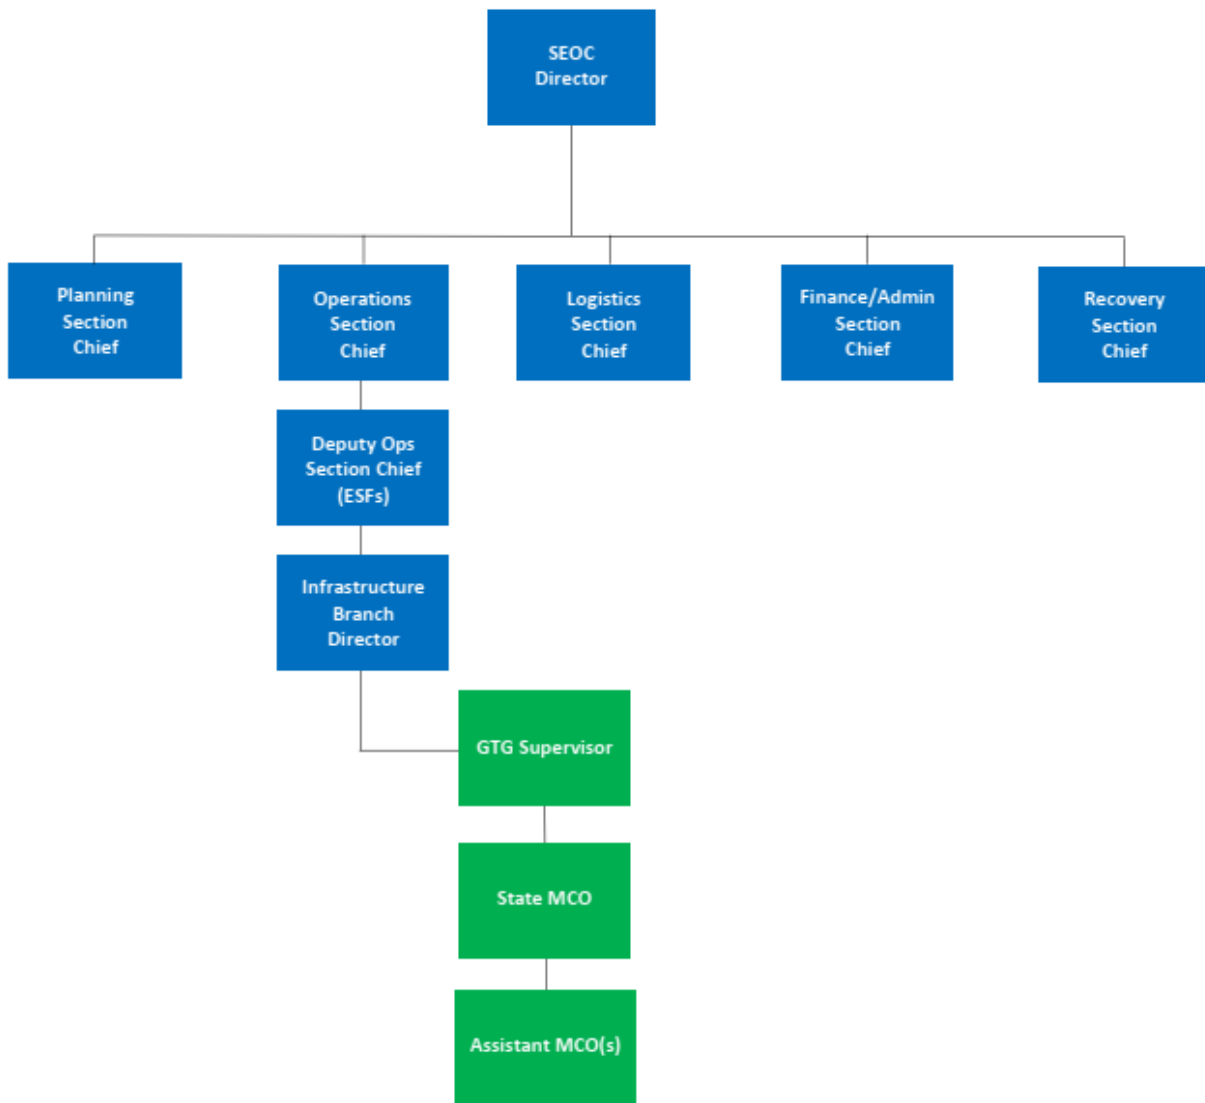 SEOC
Director
Planning
Section
Chief
Operations
Section
Chief
Logistics
Section
Chief
Finance/Admin
Section
Chief
Recovery
Section
Chief
Deputy Ops
Section Chief
(ESFs)
Infrastructure
Branch
Director
GTG Supervisor
State MCO
Assistant MCO(s)